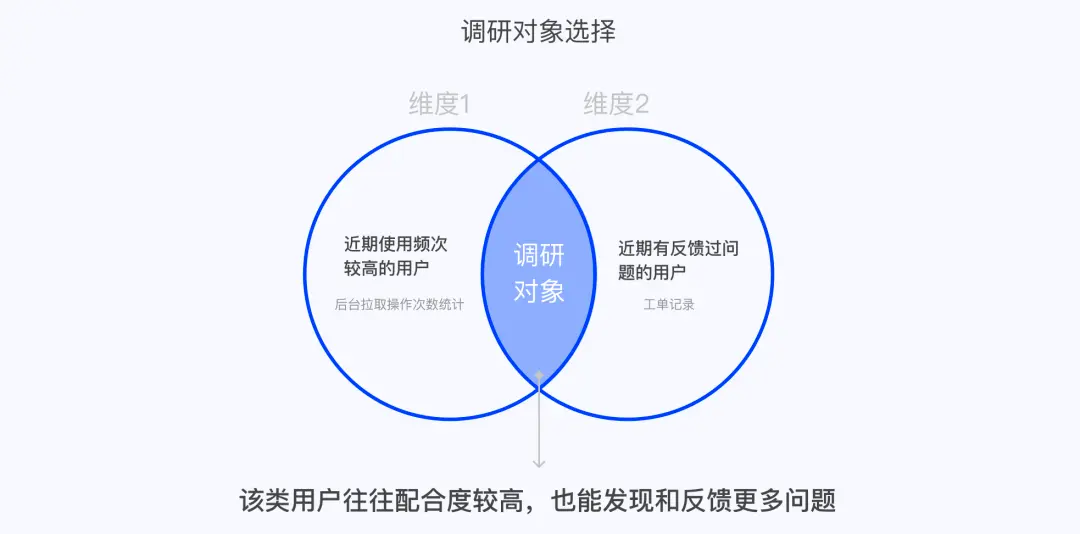 调研对象选择
维度1
维度2
近期使用频次
较高的用户
后台拉取操作次数统计
调研
对象
近期有反馈过问
题的用户
工单记录
该类用户往往配合度较高，也能发现和反馈更多问题